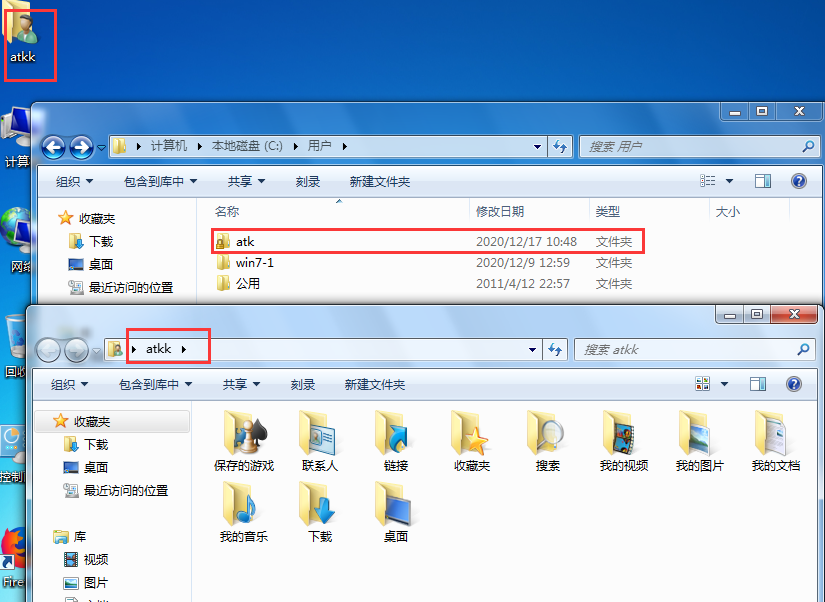 atkk
计算
网络
回收
控制
Fire
计算机 本地磁盘 (C:) 用户
搜索 用户
组织 包含到库中 共享 刻录 新建文件夹
收藏夹
下载
桌面
最近访问的位置
名称 修改日期 类型 大小
atk 2020/12/17 10:48 文件夹
win7-1 2020/12/9 12:59 文件夹
公用 2011/4/12 22:57 文件夹
atkk
搜索 atkk
组织 包含到库中 共享 刻录 新建文件夹
收藏夹
下载
桌面
最近访问的位置
库
视频
图片
保存的游戏 联系人 链接 收藏夹 搜索 我的视频 我的图片 我的文档
我的音乐 下载 桌面